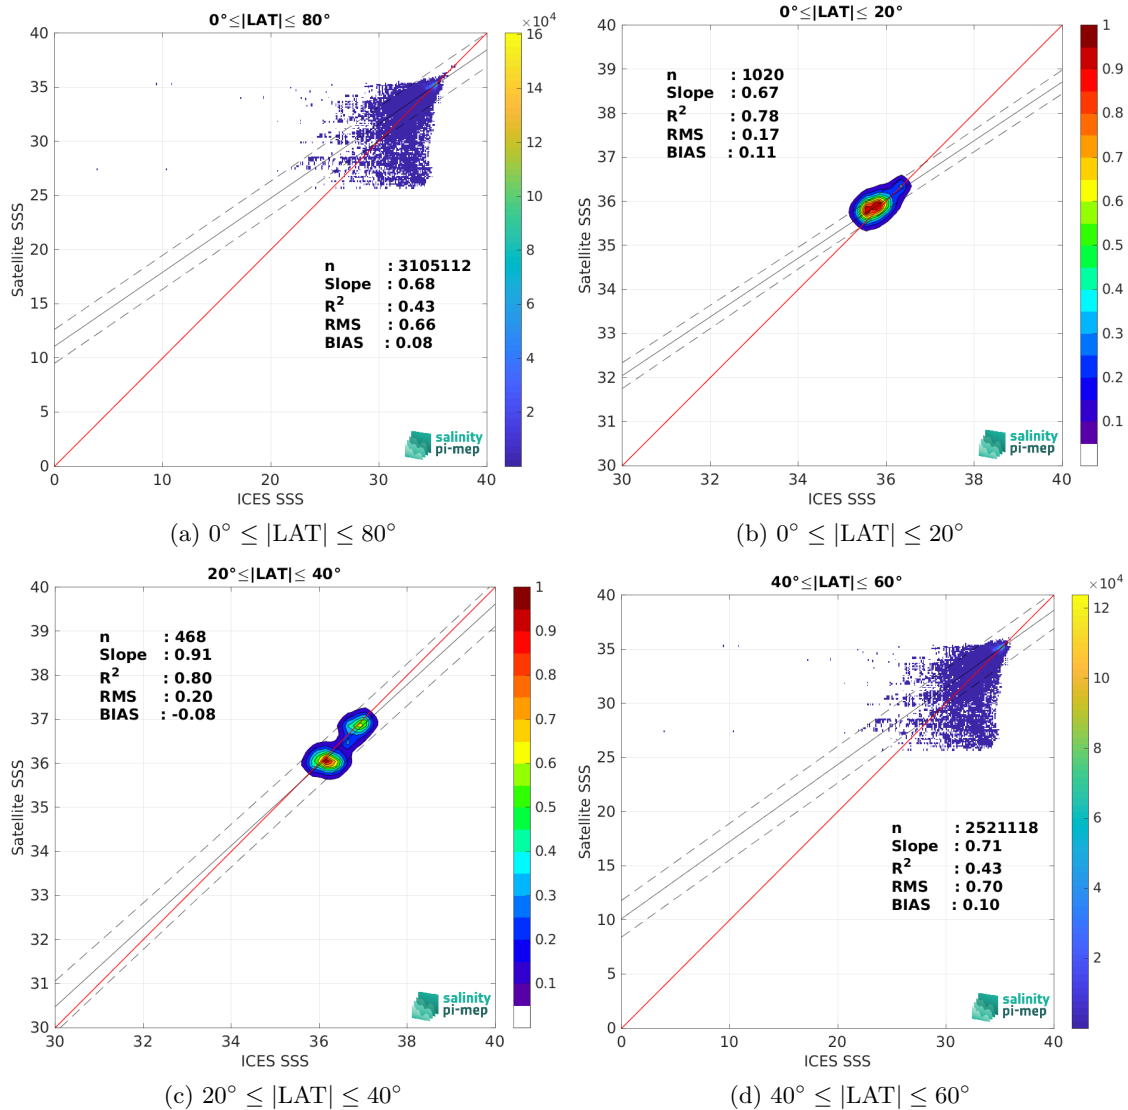 0°≤|LAT|≤ 80°
×10⁴
40
35
30
25
20
15
10
5
0
0
10
20
30
40
16
14
12
10
8
6
4
2
n : 3105112
Slope : 0.68
R² : 0.43
RMS : 0.66
BIAS : 0.08
Satellite SSS
ICES SSS
salinity
pi-mep
(a) 0° ≤ |LAT| ≤ 80°
0°≤|LAT|≤ 20°
40
39
38
37
36
35
34
33
32
31
30
30
32
34
36
38
40
1
0.9
0.8
0.7
0.6
0.5
0.4
0.3
0.2
0.1
n : 1020
Slope : 0.67
R² : 0.78
RMS : 0.17
BIAS : 0.11
Satellite SSS
ICES SSS
salinity
pi-mep
(b) 0° ≤ |LAT| ≤ 20°
20°≤|LAT|≤ 40°
40
39
38
37
36
35
34
33
32
31
30
30
32
34
36
38
40
1
0.9
0.8
0.7
0.6
0.5
0.4
0.3
0.2
0.1
n : 468
Slope : 0.91
R² : 0.80
RMS : 0.20
BIAS : -0.08
Satellite SSS
ICES SSS
salinity
pi-mep
(c) 20° ≤ |LAT| ≤ 40°
40°≤|LAT|≤ 60°
×10⁴
40
35
30
25
20
15
10
5
0
0
10
20
30
40
12
10
8
6
4
2
n : 2521118
Slope : 0.71
R² : 0.43
RMS : 0.70
BIAS : 0.10
Satellite SSS
ICES SSS
salinity
pi-mep
(d) 40° ≤ |LAT| ≤ 60°